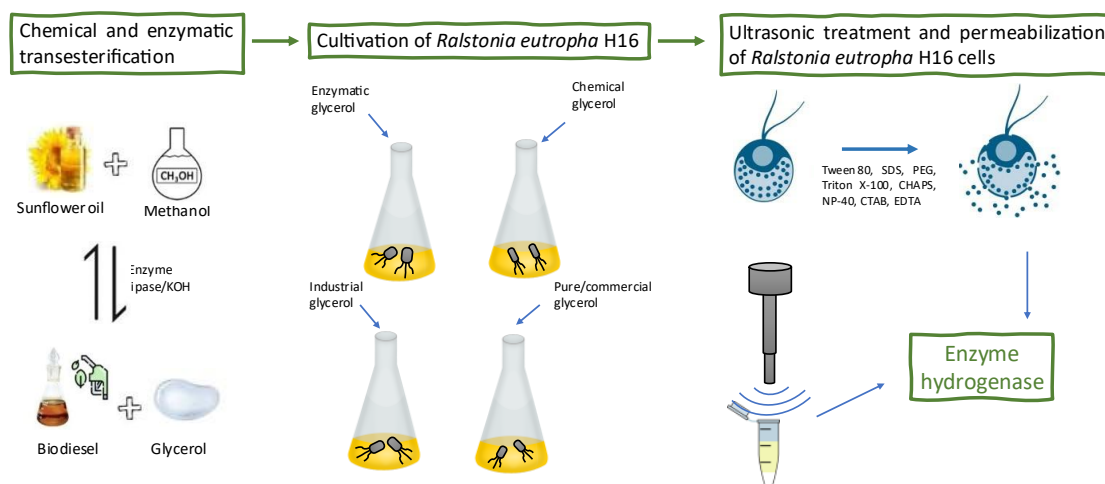 Chemical and enzymatic
transesterification
Cultivation of Ralstonia eutropha H16
Ultrasonic treatment and permeabilization
of Ralstonia eutropha H16 cells
Sunflower oil
CH3OH
Methanol
Enzyme
lipase/KOH
Biodiesel
Glycerol
Enzymatic
glycerol
Chemical
glycerol
Industrial
glycerol
Pure/commercial
glycerol
Tween 80, SDS, PEG,
Triton X-100, CHAPS,
NP-40, CTAB, EDTA
Enzyme
hydrogenase